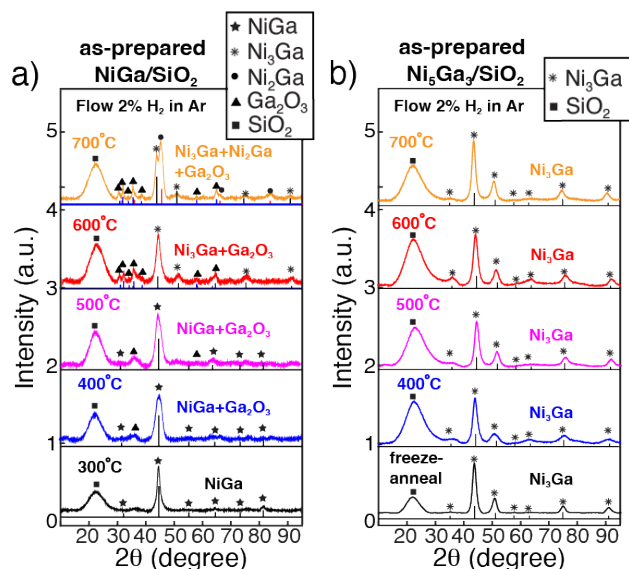 a)
as-prepared
NiGa/SiO₂
★ NiGa
✳ Ni₃Ga
● Ni₂Ga
▲ Ga₂O₃
■ SiO₂
Flow 2% H₂ in Ar
700°C
Ni₃Ga+Ni₂Ga
+Ga₂O₃
600°C
Ni₃Ga+Ga₂O₃
500°C
NiGa+Ga₂O₃
400°C
NiGa+Ga₂O₃
300°C
NiGa
Intensity (a.u.)
5
4
3
2
1
0
20 30 40 50 60 70 80 90
2θ (degree)
b)
as-prepared
Ni₅Ga₃/SiO₂
✳ Ni₃Ga
■ SiO₂
Flow 2% H₂ in Ar
700°C
Ni₃Ga
600°C
Ni₃Ga
500°C
Ni₃Ga
400°C
Ni₃Ga
freeze-
anneal
Ni₃Ga
Intensity (a.u.)
5
4
3
2
1
0
20 30 40 50 60 70 80 90
2θ (degree)